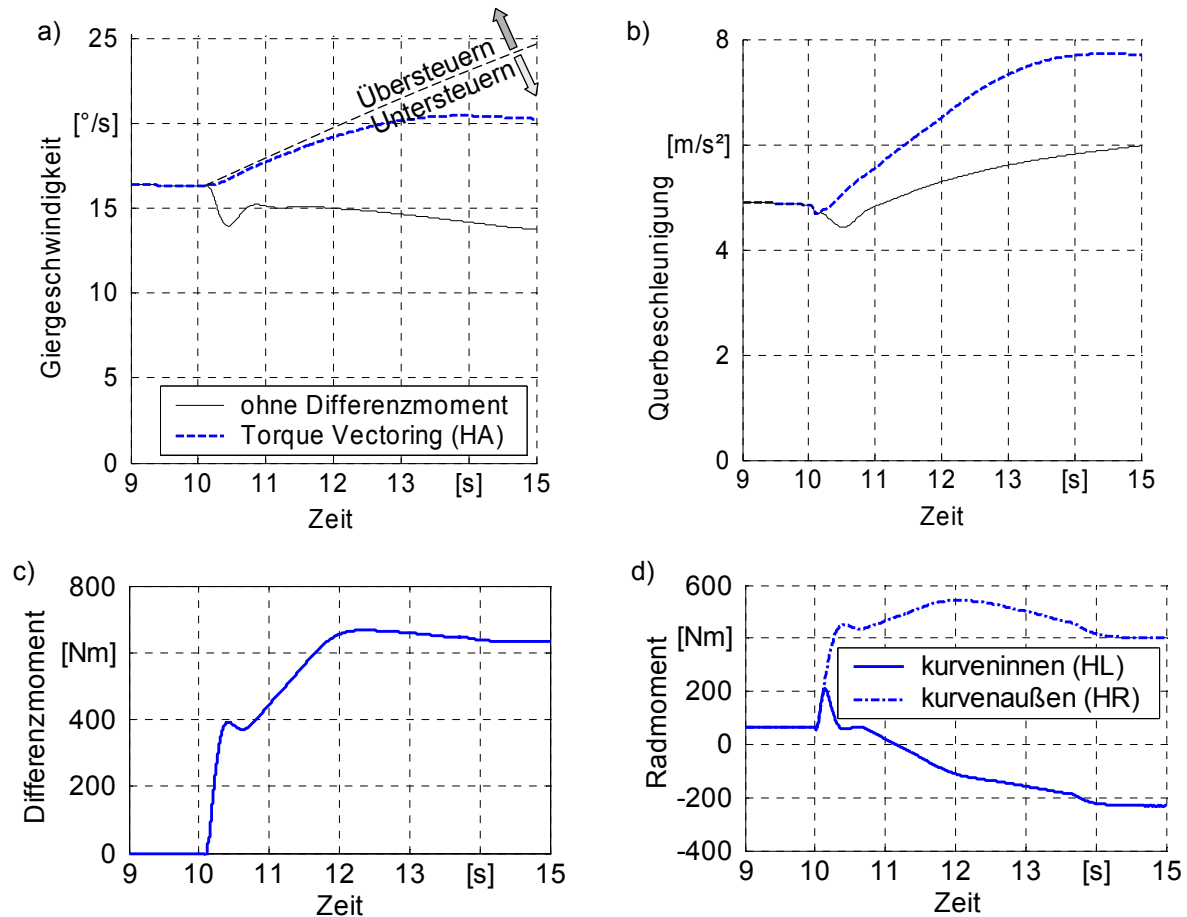 a)
25
[°/s]
15
10
5
0
Giergeschwindigkeit
Übersteuern
Untersteuern
ohne Differenzmoment
Torque Vectoring (HA)
9 10 11 12 13 [s] 15
Zeit
b)
8
[m/s²]
4
2
0
Querbeschleunigung
9 10 11 12 13 [s] 15
Zeit
c)
800
[Nm]
400
200
0
Differenzmoment
9 10 11 12 13 [s] 15
Zeit
d)
600
[Nm]
200
0
-200
-400
Radmoment
kurveninnen (HL)
kurvenaußen (HR)
9 10 11 12 13 [s] 15
Zeit